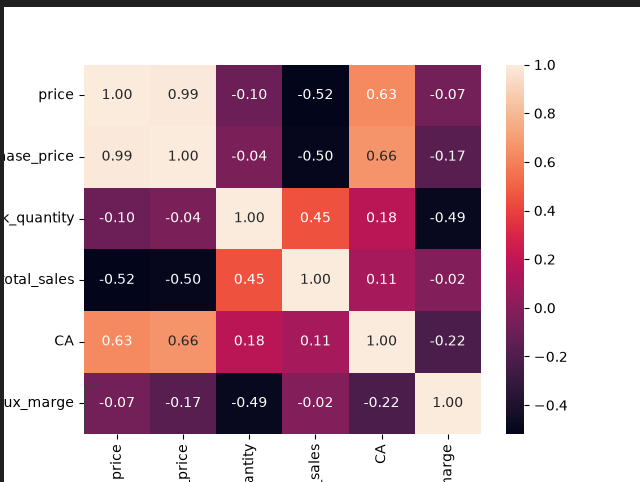 price 1.00 0.99 -0.10 -0.52 0.63 -0.07
ase_price 0.99 1.00 -0.04 -0.50 0.66 -0.17
k_quantity -0.10 -0.04 1.00 0.45 0.18 -0.49
otal_sales -0.52 -0.50 0.45 1.00 0.11 -0.02
CA 0.63 0.66 0.18 0.11 1.00 -0.22
ux_marge -0.07 -0.17 -0.49 -0.02 -0.22 1.00
price _price antity _sales CA arge
1.0
0.8
0.6
0.4
0.2
0.0
−0.2
−0.4